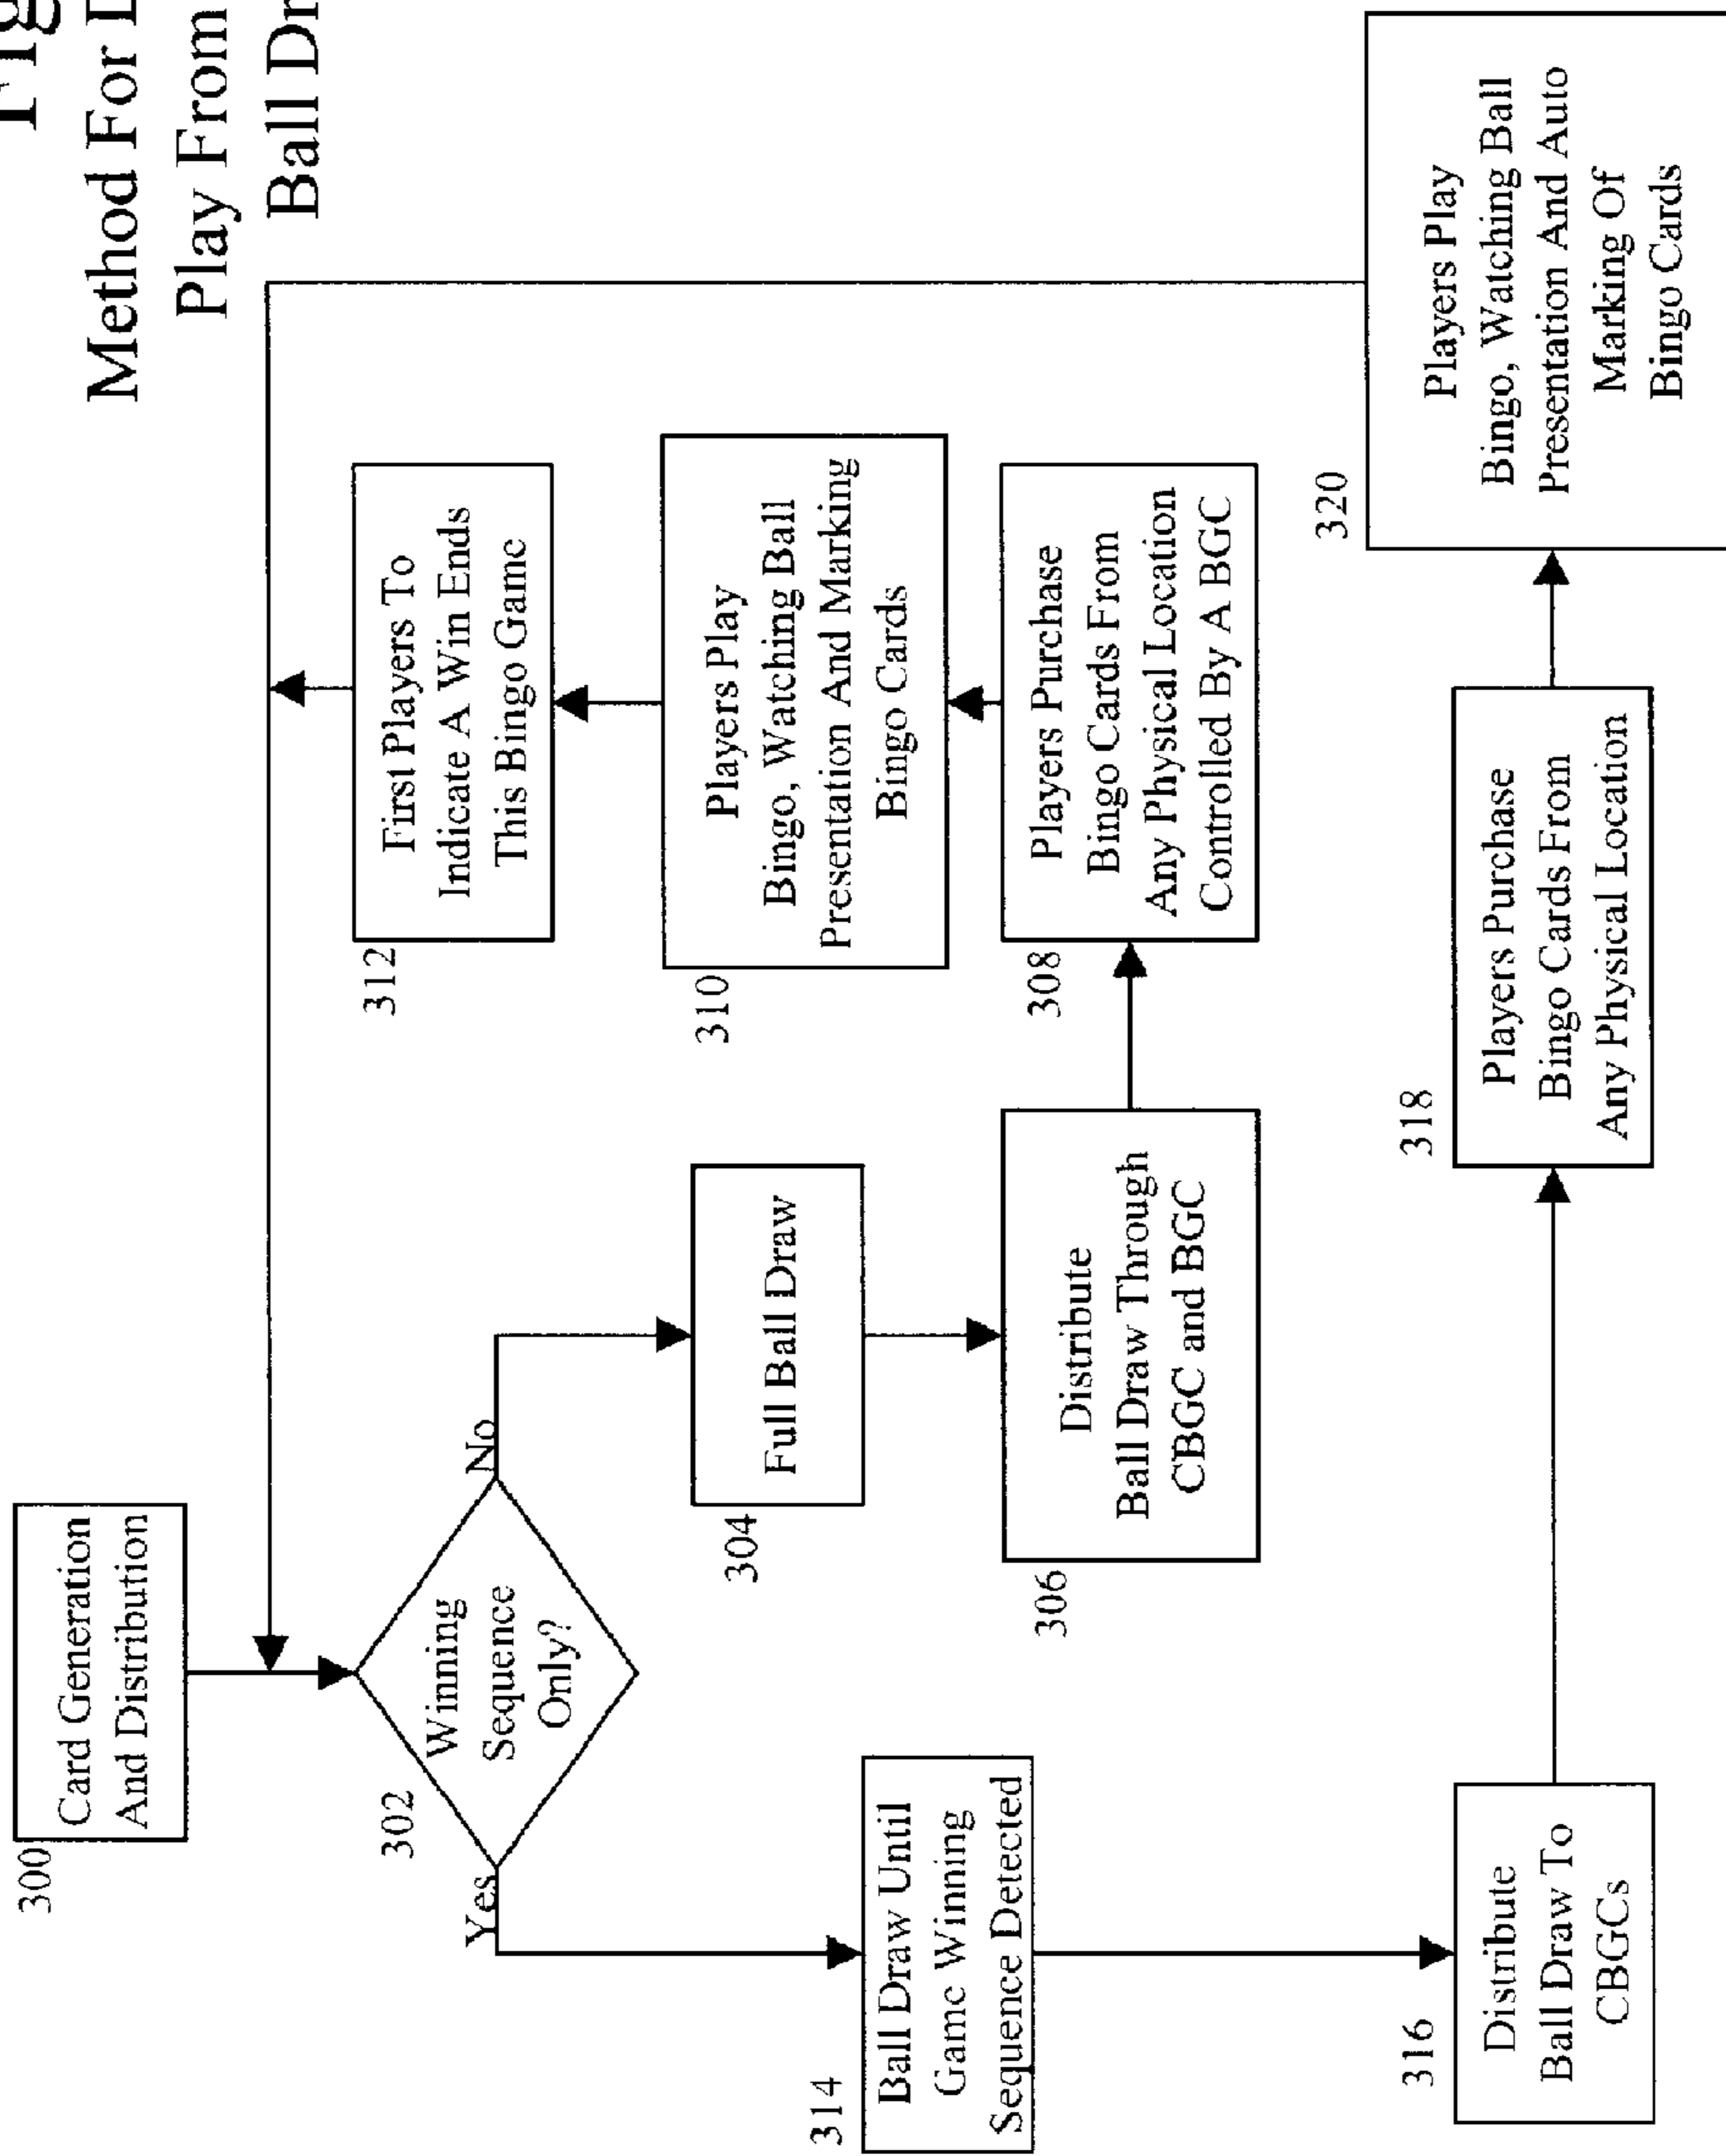 Fig
Method For
Play From
Ball
300
Card Generation
And Distribution
302
Winning
Sequence
Only?
Yes
No
304
Full Ball Draw
306
Distribute
Ball Draw Through
CBGC and BGC
308
Players Purchase
Bingo Cards From
Any Physical Location
Controlled By A BGC
310
Players Play
Bingo, Watching Ball
Presentation And Marking
Bingo Cards
312
First Players To
Indicate A Win Ends
This Bingo Game
314
Ball Draw Until
Game Winning
Sequence Detected
316
Distribute
Ball Draw To
CBGCs
318
Players Purchase
Bingo Cards From
Any Physical Location
320
Players Play
Bingo, Watching Ball
Presentation And Auto
Marking Of
Bingo Cards